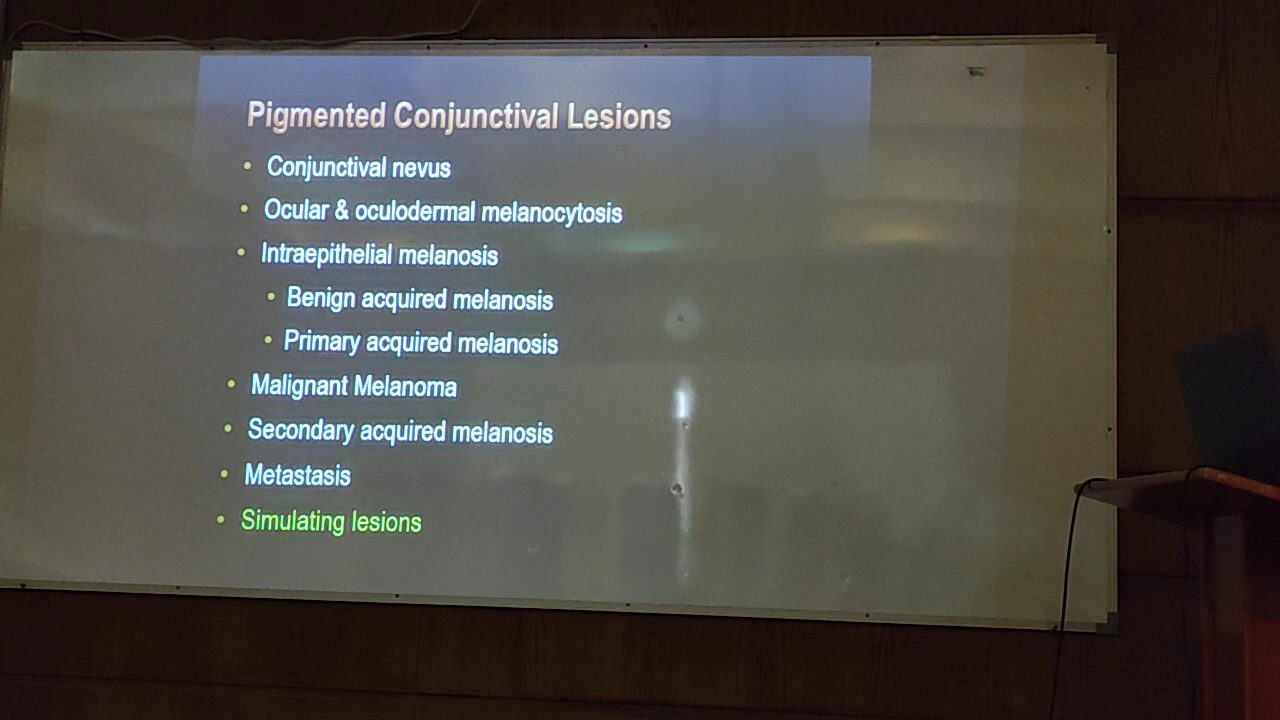 Pigmented Conjunctival Lesions
• Conjunctival nevus
• Ocular & oculodermal melanocytosis
• Intraepithelial melanosis
• Benign acquired melanosis
• Primary acquired melanosis
• Malignant Melanoma
• Secondary acquired melanosis
• Metastasis
• Simulating lesions